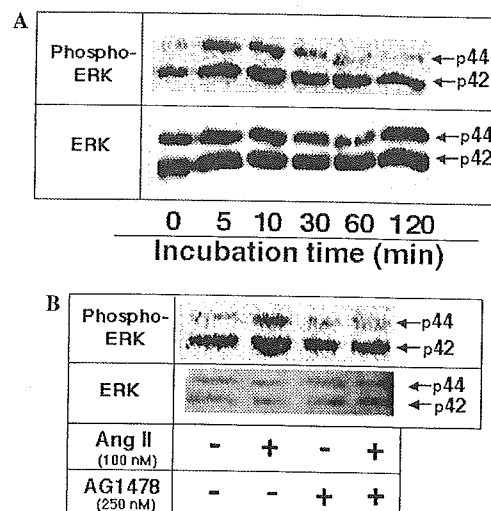 A
Phospho-
ERK
←p44
←p42
ERK
←p44
←p42
0 5 10 30 60 120
Incubation time (min)
B
Phospho-
ERK
←p44
←p42
ERK
←p44
←p42
Ang II
(100 nM)
- + - +
AG1478
(250 nM)
- - + +